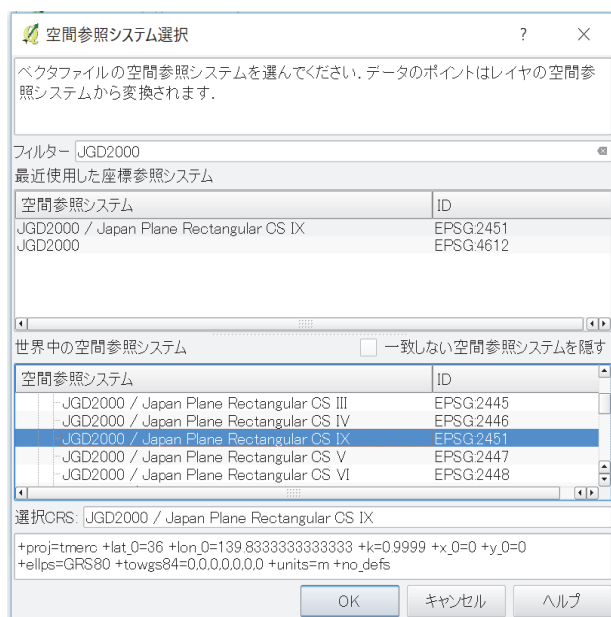 空間参照システム選択
ベクタファイルの空間参照システムを選んでください．データのポイントはレイヤの空間参
照システムから変換されます．
フィルター JGD2000
最近使用した座標参照システム
空間参照システム ID
JGD2000 / Japan Plane Rectangular CS IX EPSG:2451
JGD2000 EPSG:4612
世界中の空間参照システム 一致しない空間参照システムを隠す
空間参照システム ID
JGD2000 / Japan Plane Rectangular CS III EPSG:2445
JGD2000 / Japan Plane Rectangular CS IV EPSG:2446
JGD2000 / Japan Plane Rectangular CS IX EPSG:2451
JGD2000 / Japan Plane Rectangular CS V EPSG:2447
JGD2000 / Japan Plane Rectangular CS VI EPSG:2448
選択CRS: JGD2000 / Japan Plane Rectangular CS IX
+proj=tmerc +lat_0=36 +lon_0=139.8333333333333 +k=0.9999 +x_0=0 +y_0=0
+ellps=GRS80 +towgs84=0,0,0,0,0,0,0 +units=m +no_defs
OK キャンセル ヘルプ